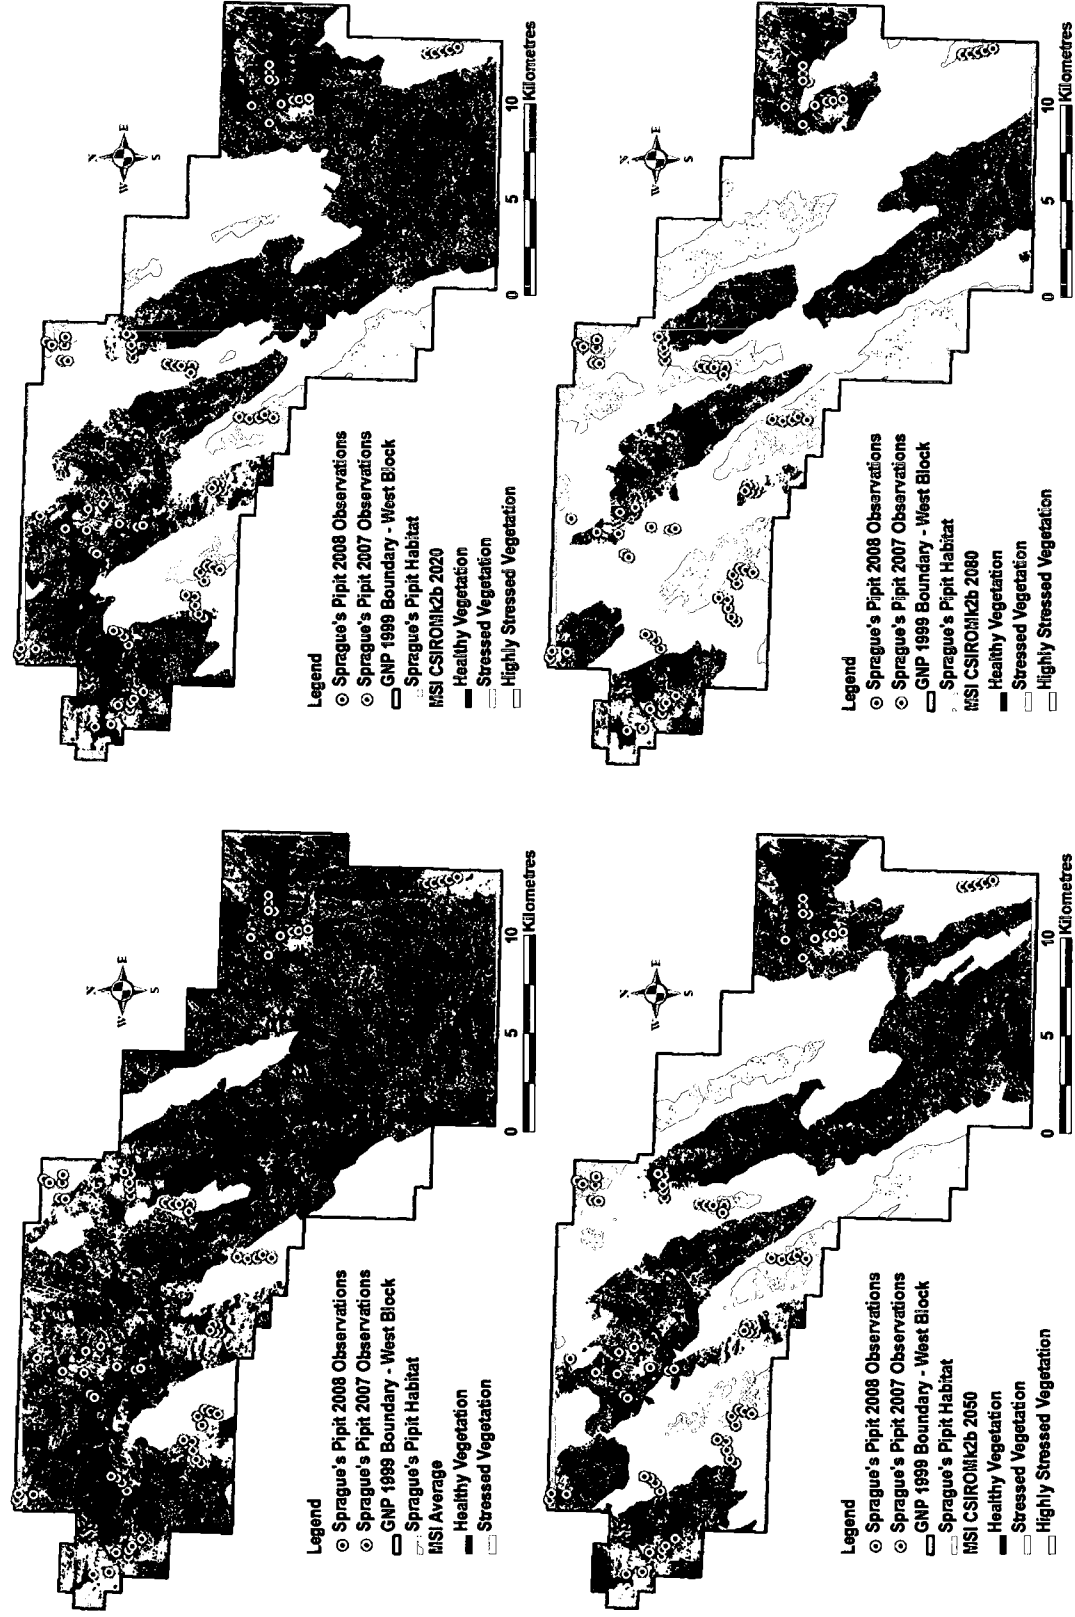 N
W E
S
Legend
Sprague's Pipit 2008 Observations
Sprague's Pipit 2007 Observations
GNP 1999 Boundary - West Block
Sprague's Pipit Habitat
MSI Average
Healthy Vegetation
Stressed Vegetation
0 5 10 Kilometres
N
W E
S
Legend
Sprague's Pipit 2008 Observations
Sprague's Pipit 2007 Observations
GNP 1999 Boundary - West Block
Sprague's Pipit Habitat
MSI CSIROMk2b 2020
Healthy Vegetation
Stressed Vegetation
Highly Stressed Vegetation
0 5 10 Kilometres
N
W E
S
Legend
Sprague's Pipit 2008 Observations
Sprague's Pipit 2007 Observations
GNP 1999 Boundary - West Block
Sprague's Pipit Habitat
MSI CSIROMk2b 2050
Healthy Vegetation
Stressed Vegetation
Highly Stressed Vegetation
0 5 10 Kilometres
N
W E
S
Legend
Sprague's Pipit 2008 Observations
Sprague's Pipit 2007 Observations
GNP 1999 Boundary - West Block
Sprague's Pipit Habitat
MSI CSIROMk2b 2080
Healthy Vegetation
Stressed Vegetation
Highly Stressed Vegetation
0 5 10 Kilometres